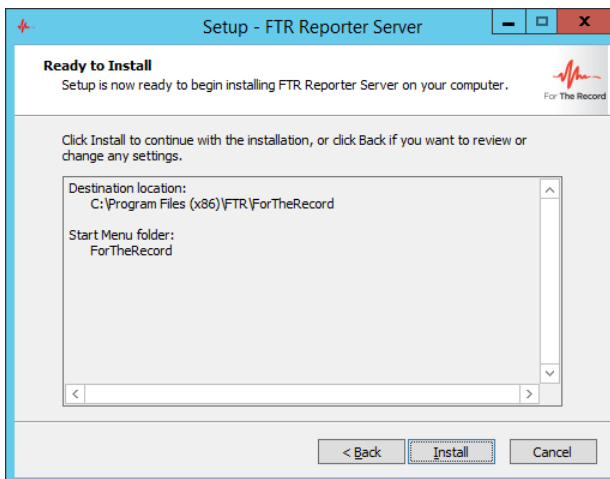 Setup - FTR Reporter Server
Ready to Install
Setup is now ready to begin installing FTR Reporter Server on your computer.
For The Record
Click Install to continue with the installation, or click Back if you want to review or
change any settings.
Destination location:
C:\Program Files (x86)\FTR\ForTheRecord
Start Menu folder:
ForTheRecord
< Back
Install
Cancel